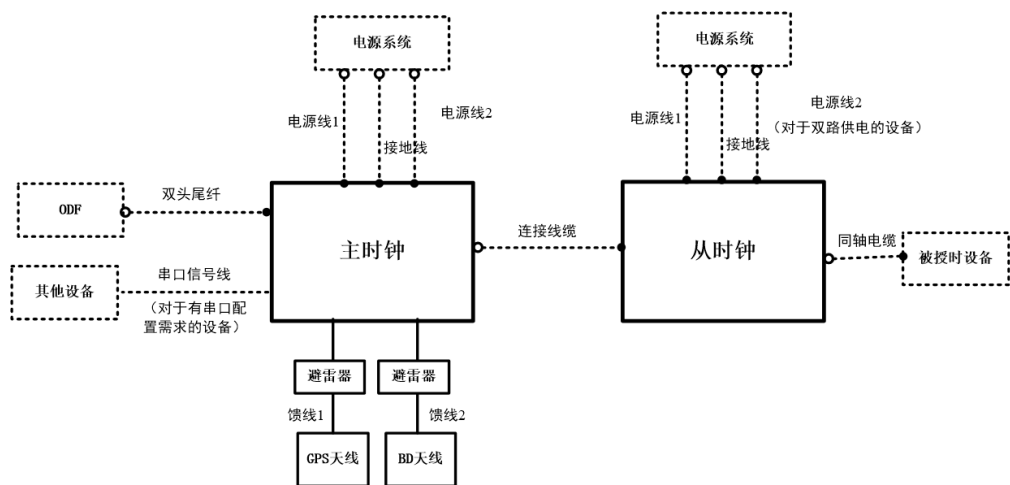 电源系统
电源系统
电源线1
接地线
电源线2
电源线1
接地线
电源线2
（对于双路供电的设备）
ODF
双头尾纤
主时钟
连接线缆
从时钟
同轴电缆
被授时设备
其他设备
串口信号线
（对于有串口配
置需求的设备）
避雷器
避雷器
馈线1
馈线2
GPS天线
BD天线